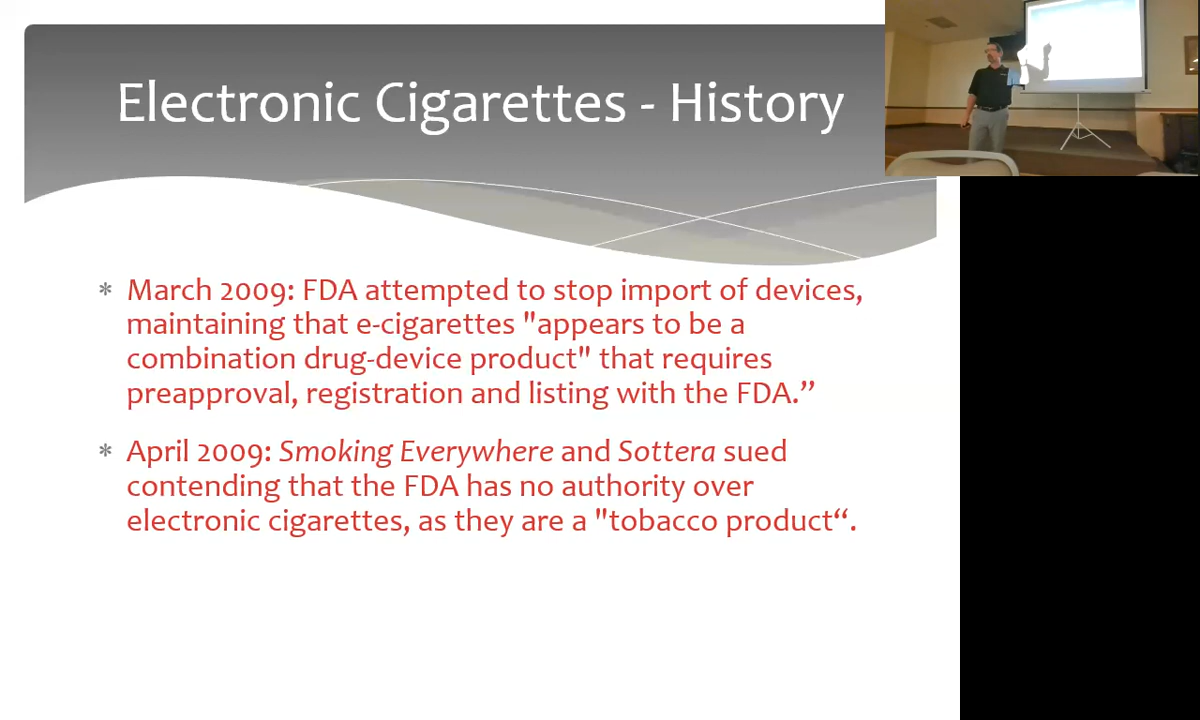 Electronic Cigarettes - History
* March 2009: FDA attempted to stop import of devices,
maintaining that e-cigarettes "appears to be a
combination drug-device product" that requires
preapproval, registration and listing with the FDA.”
* April 2009: Smoking Everywhere and Sottera sued
contending that the FDA has no authority over
electronic cigarettes, as they are a "tobacco product“.